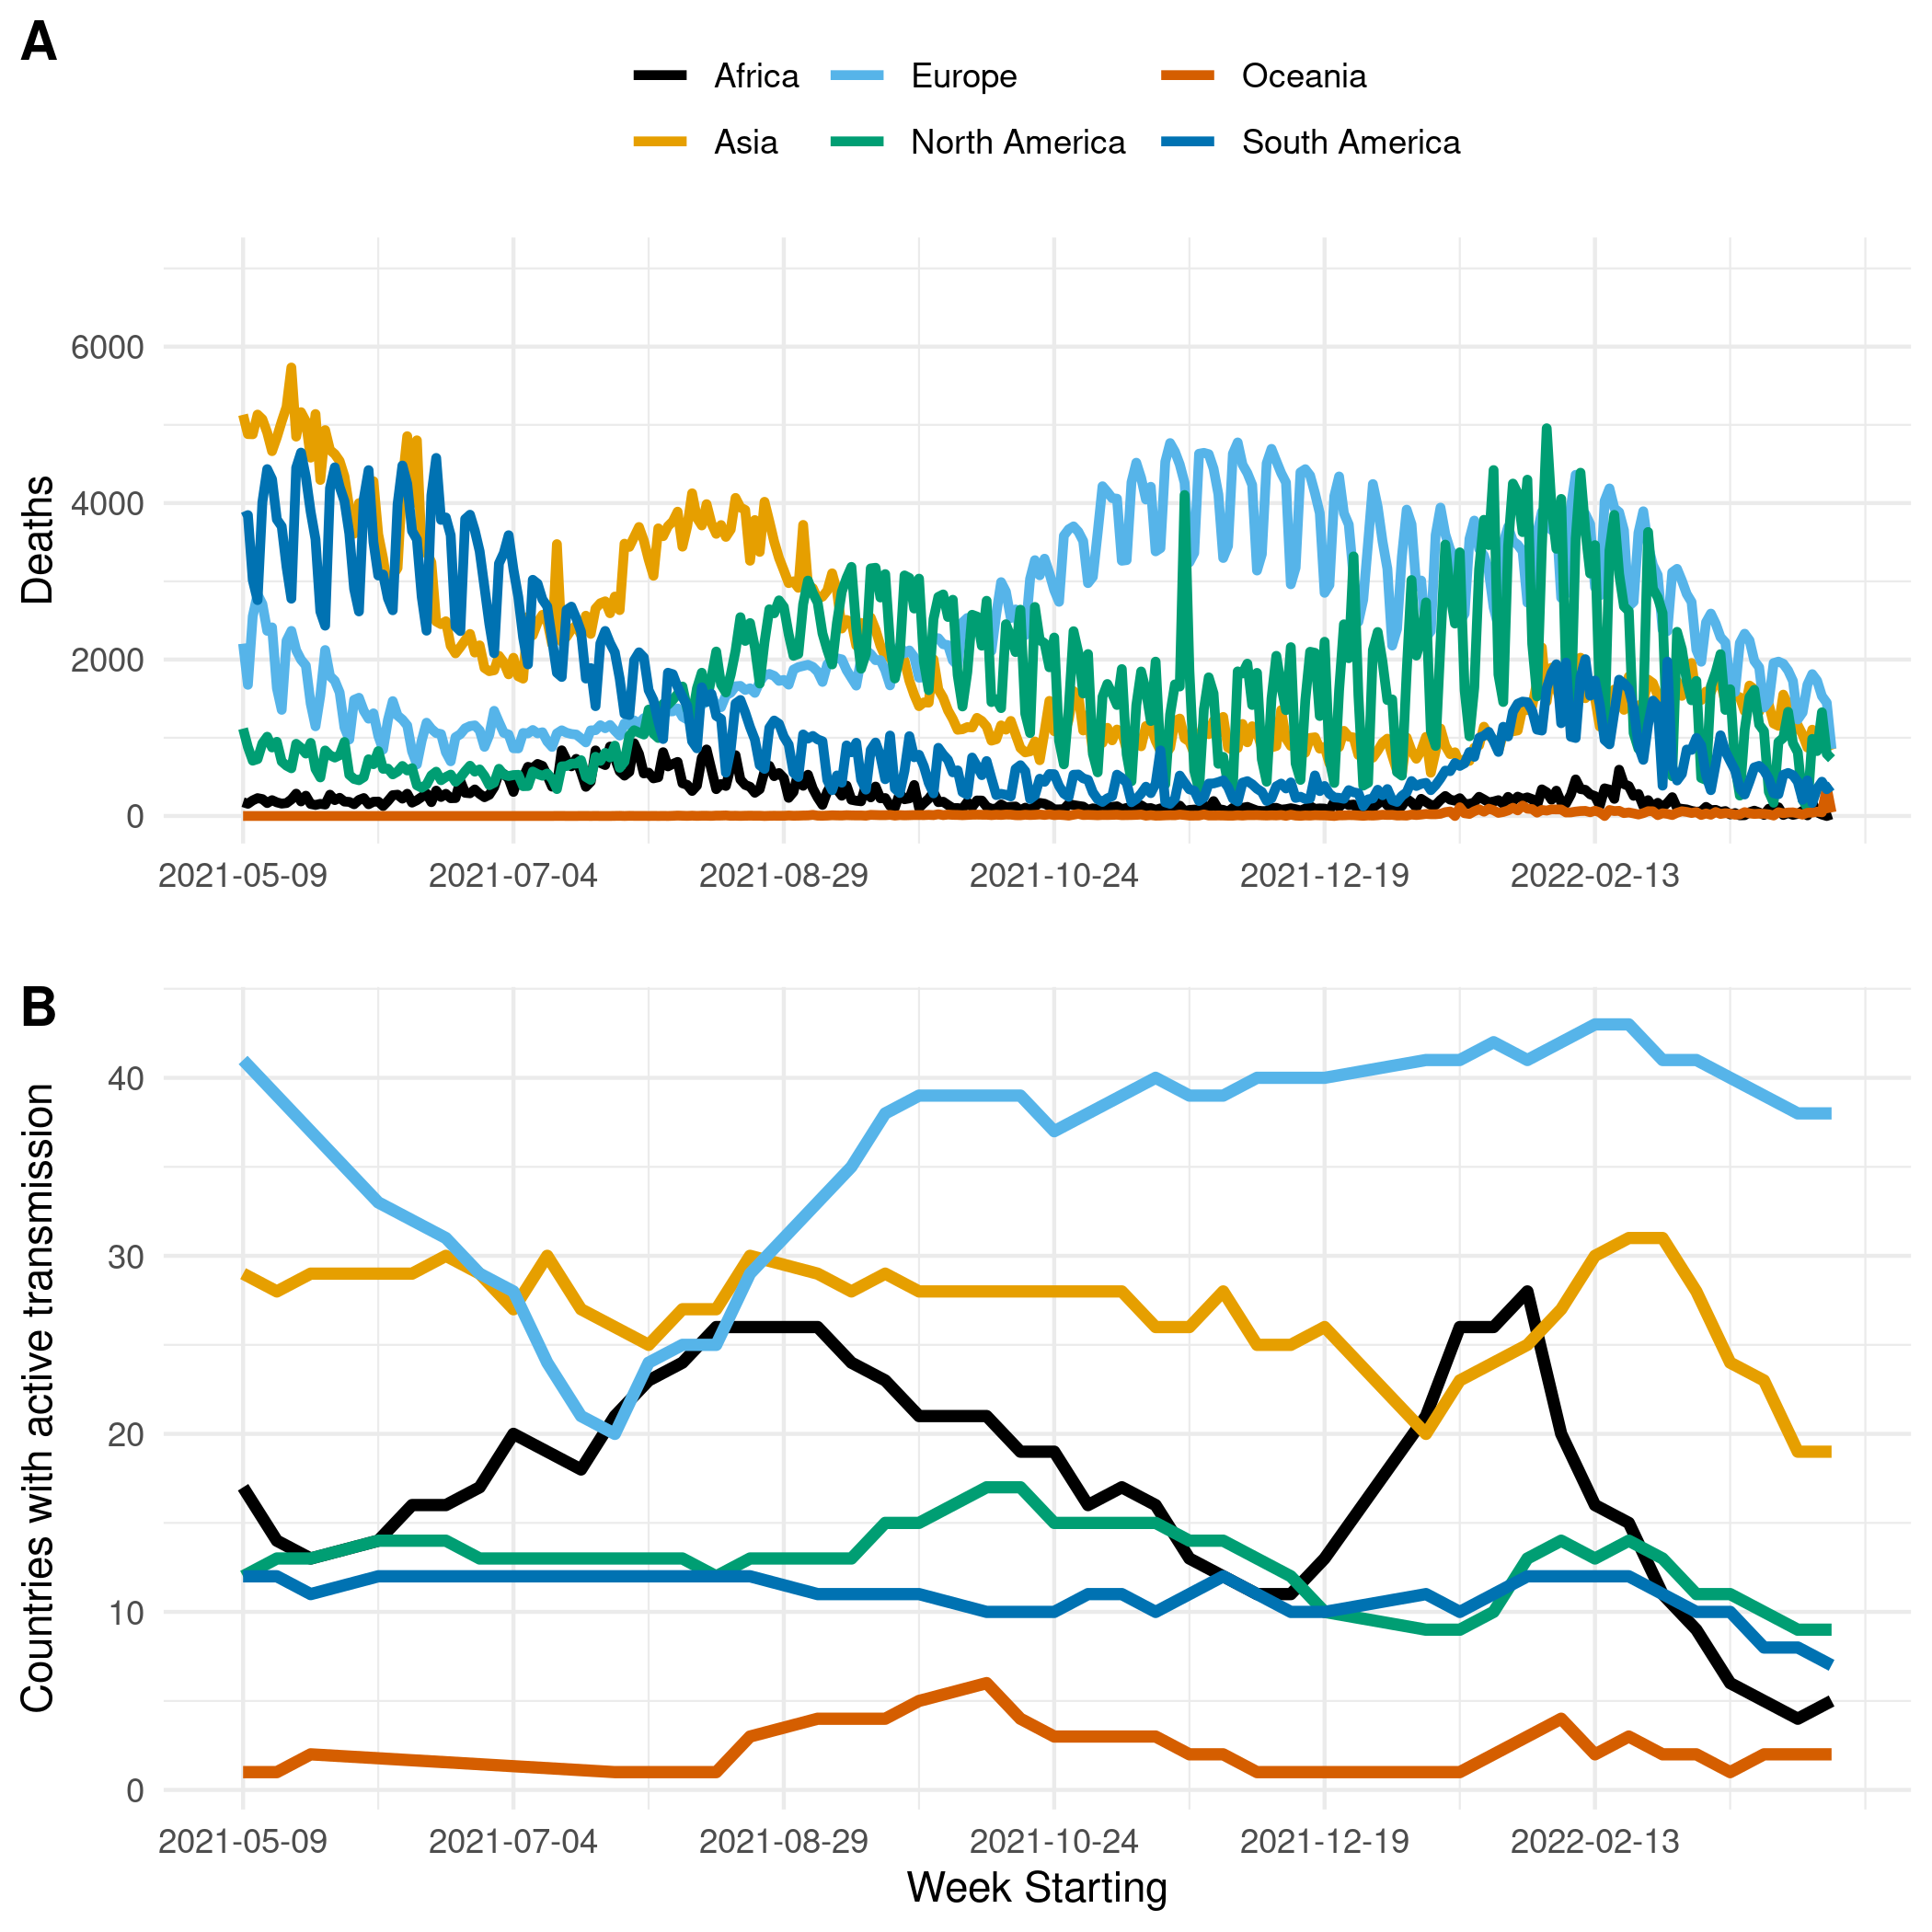 A
Africa Europe Oceania
Asia North America South America
Deaths
6000
4000
2000
0
2021-05-09 2021-07-04 2021-08-29 2021-10-24 2021-12-19 2022-02-13
B
Countries with active transmission
40
30
20
10
0
2021-05-09 2021-07-04 2021-08-29 2021-10-24 2021-12-19 2022-02-13
Week Starting